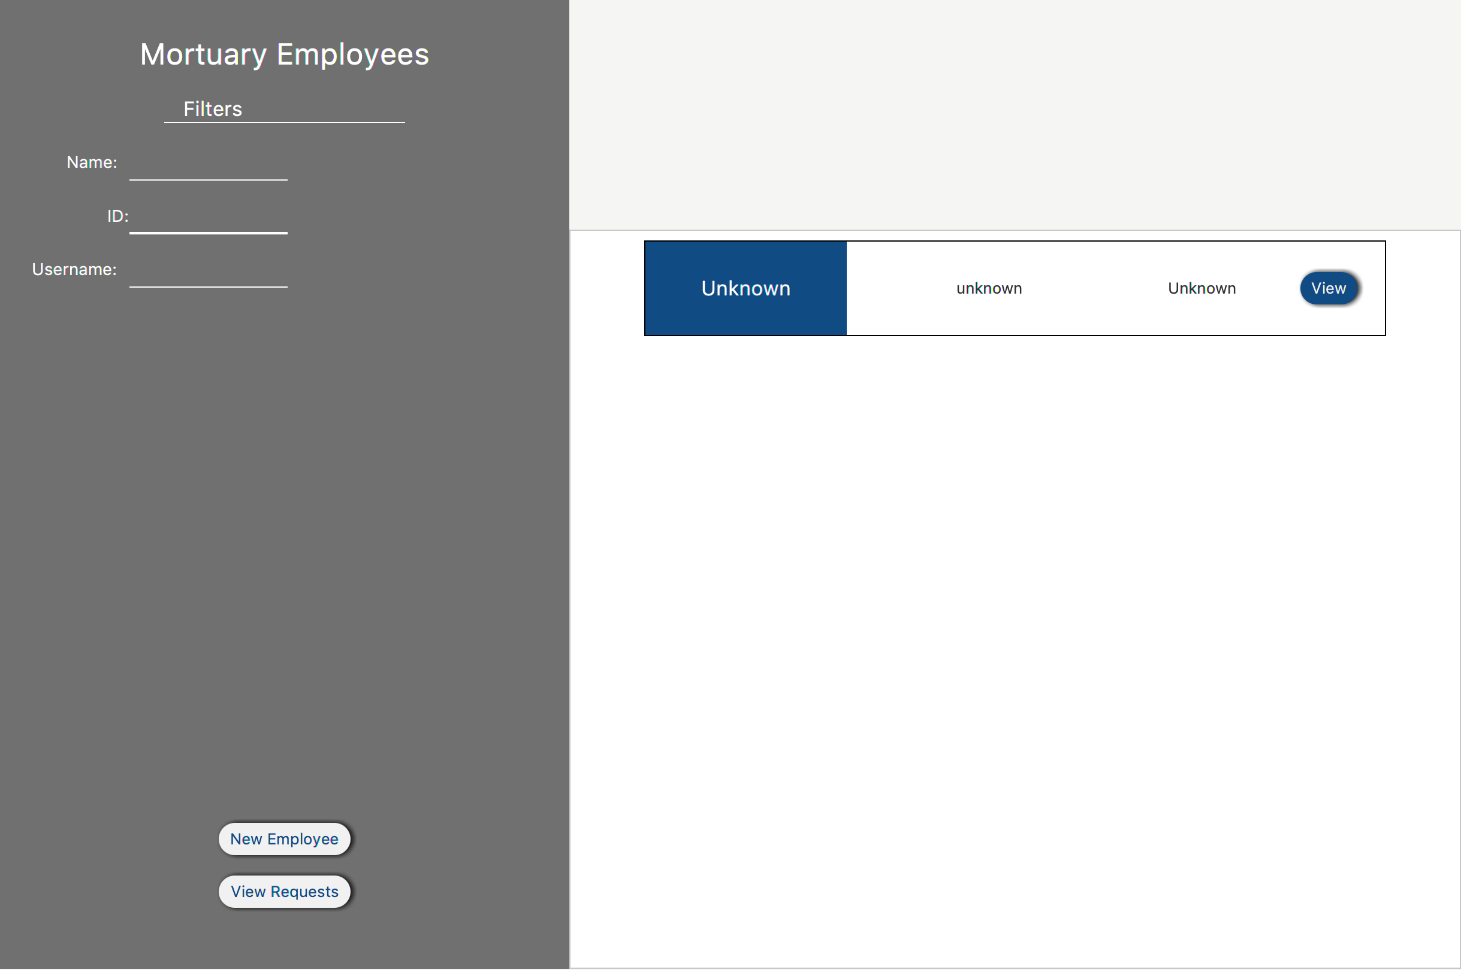 Mortuary Employees
Filters
Name:
ID:
Username:
New Employee
View Requests
Unknown unknown Unknown View